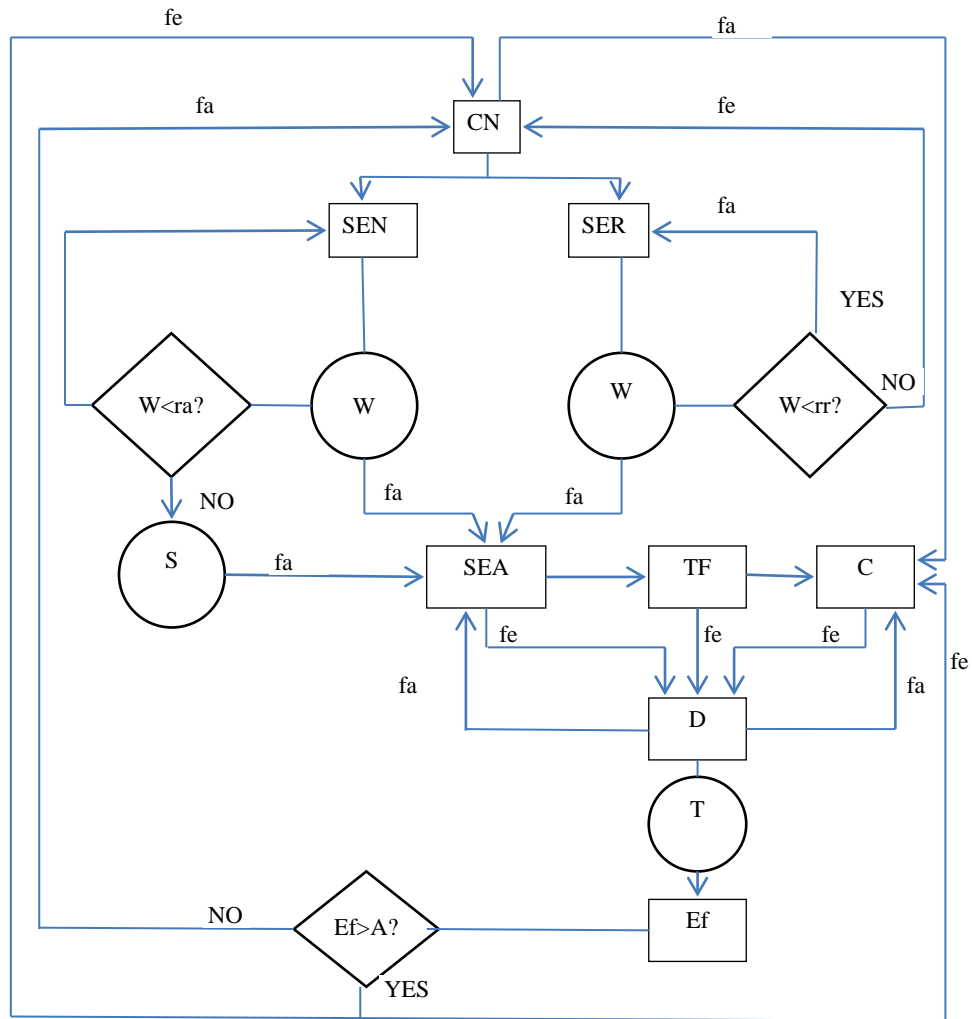 fe
fa
fa
fe
CN
SEN
SER
fa
YES
W<ra?
W
W
W<rr?
NO
fa
fa
NO
S
fa
SEA
TF
C
fe
fe
fe
fe
fa
fa
D
T
NO
Ef>A?
Ef
YES